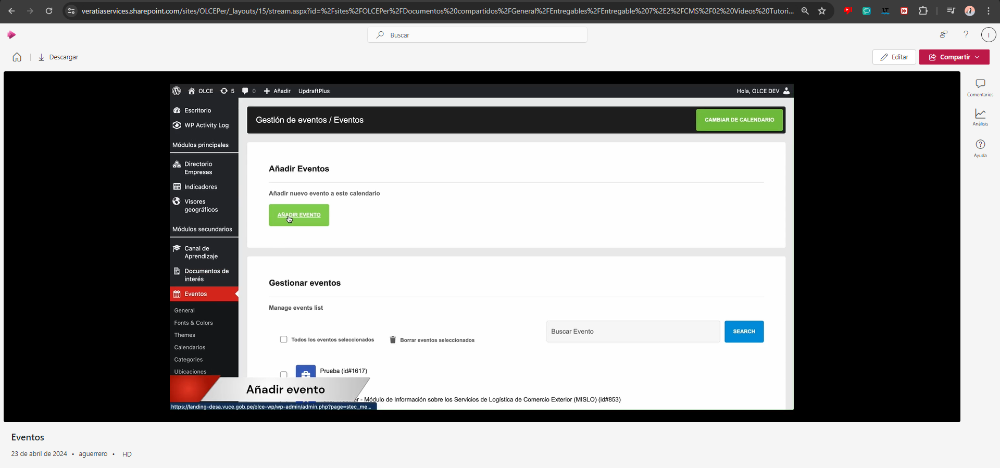 veratiaservices.sharepoint.com/sites/OLCEPer/_layouts/15/stream.aspx?id=%2Fsites%2FOLCEPer%2FDocumentos%20compartidos%2FGeneral%2FEntregables%2FEntregable%207%2E2%2FCMS%2F02%20Videos%20Tutori...
Buscar
I
Descargar
Editar
Compartir
OLCE
5
0
Añadir
UpdraftPlus
Hola, OLCE DEV
Comentarios
Análisis
Ayuda
Escritorio
WP Activity Log
Módulos principales
Directorio
Empresas
Indicadores
Visores
geográficos
Módulos secundarios
Canal de
Aprendizaje
Documentos de
interés
Eventos
General
Fonts & Colors
Themes
Calendarios
Categories
Ubicaciones
Gestión de eventos / Eventos
CAMBIAR DE CALENDARIO
Añadir Eventos
Añadir nuevo evento a este calendario
AÑADIR EVENTO
Gestionar eventos
Manage events list
Buscar Evento
SEARCH
Todos los eventos seleccionados
Borrar eventos seleccionados
Prueba (id#1617)
Añadir evento
- Módulo de Información sobre los Servicios de Logística de Comercio Exterior (MISLO) (id#853)
https://landing-desa.vuce.gob.pe/olce-wp/wp-admin/admin.php?page=stec_me...
Eventos
23 de abril de 2024 • aguerrero • HD